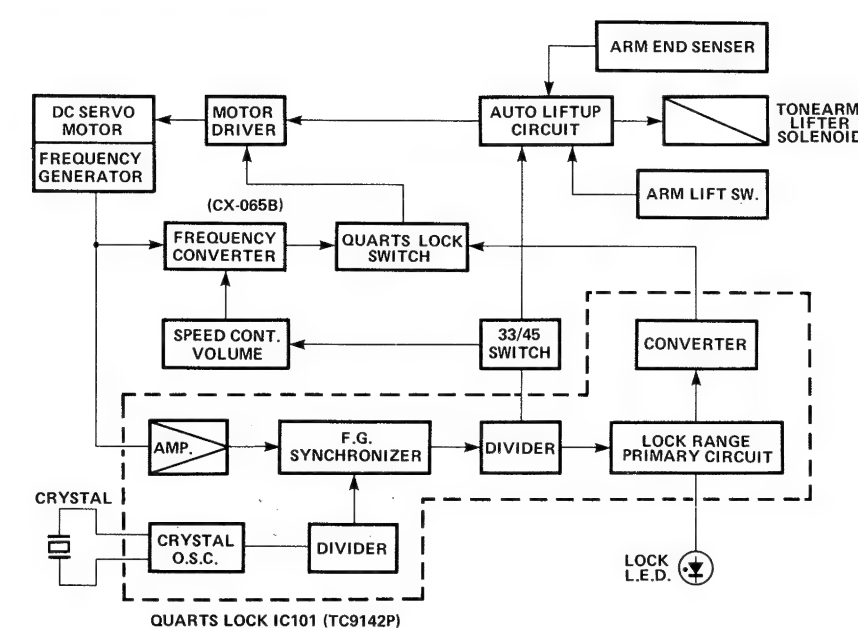 ARM END SENSER
DC SERVO
MOTOR
FREQUENCY
GENERATOR
MOTOR
DRIVER
AUTO LIFTUP
CIRCUIT
TONEARM
LIFTER
SOLENOID
ARM LIFT SW.
(CX-065B)
FREQUENCY
CONVERTER
QUARTS LOCK
SWITCH
SPEED CONT.
VOLUME
33/45
SWITCH
CONVERTER
AMP.
F.G.
SYNCHRONIZER
DIVIDER
LOCK RANGE
PRIMARY CIRCUIT
CRYSTAL
CRYSTAL
O.S.C.
DIVIDER
LOCK
L.E.D.
QUARTS LOCK IC101 (TC9142P)